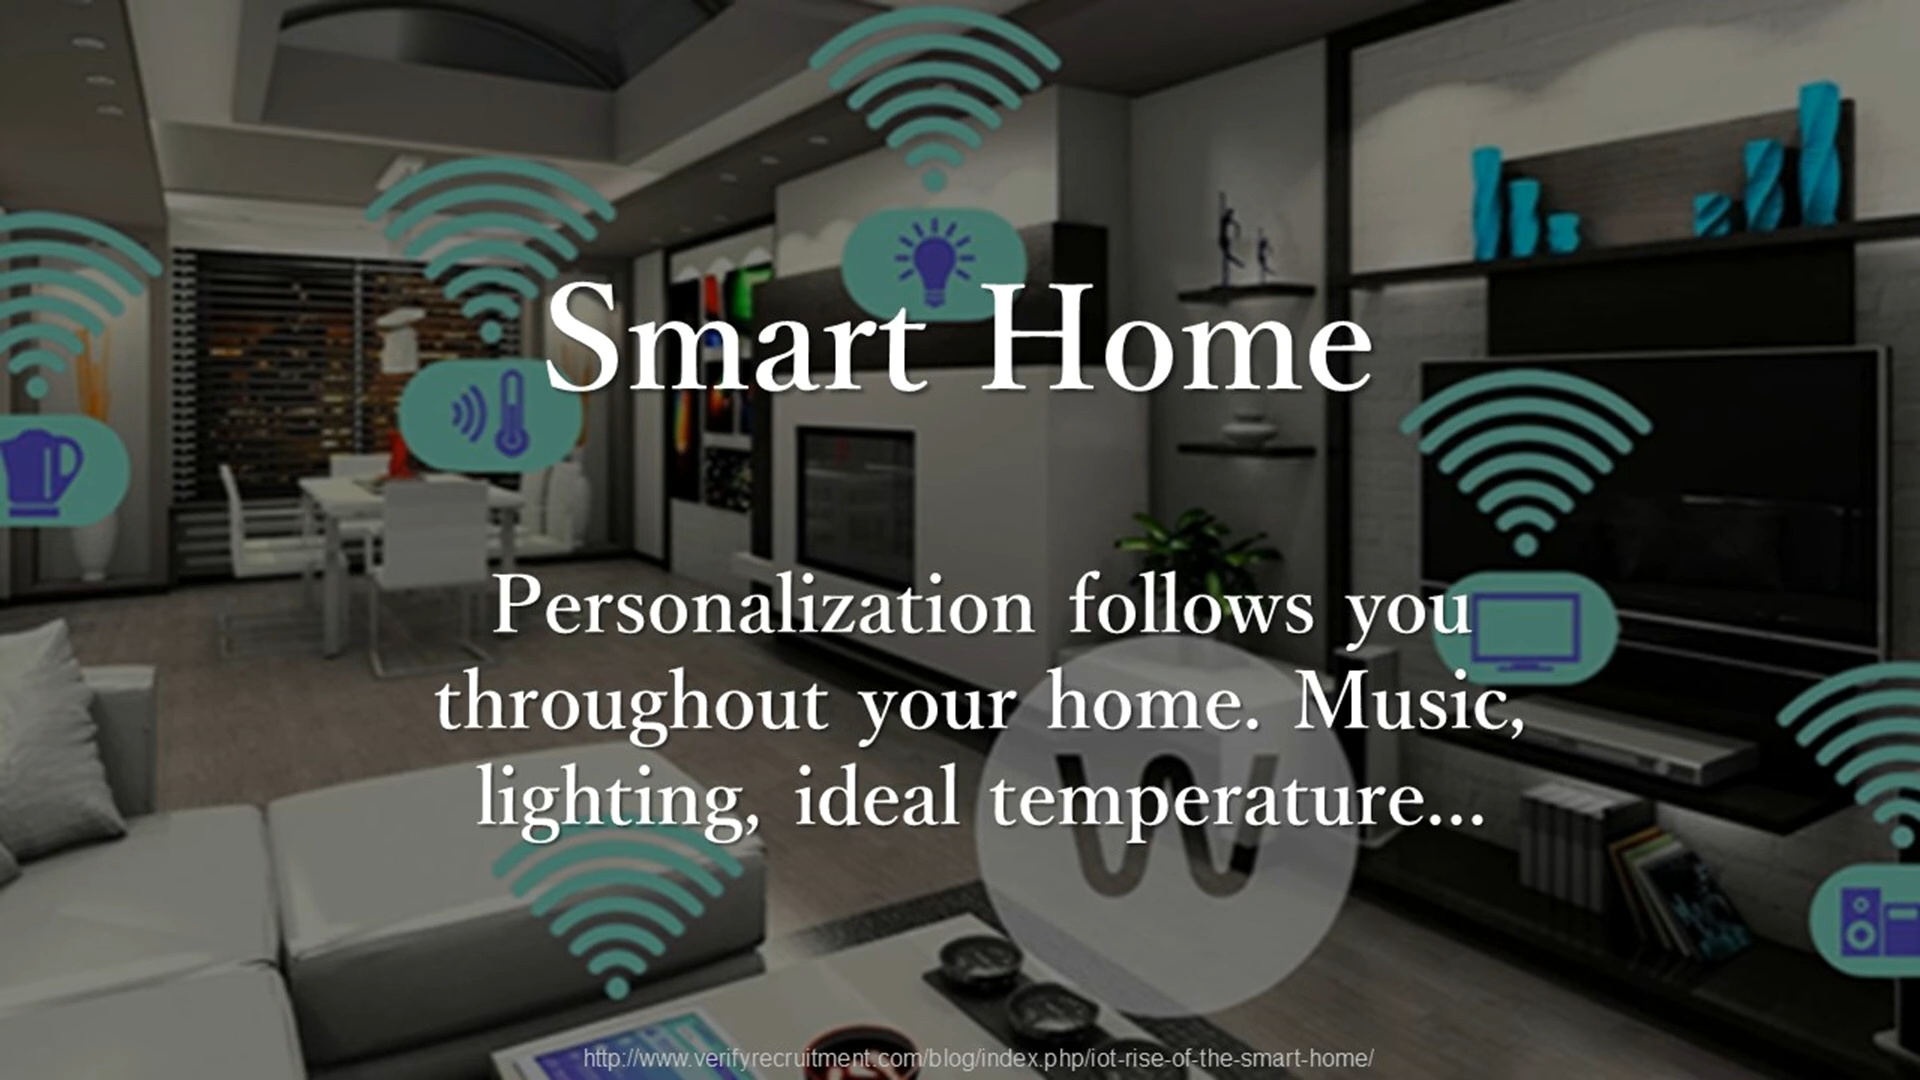 Smart Home
Personalization follows you
throughout your home. Music,
lighting, ideal temperature...
W
http://www.verifyrecruitment.com/blog/index.php/iot-rise-of-the-smart-home/